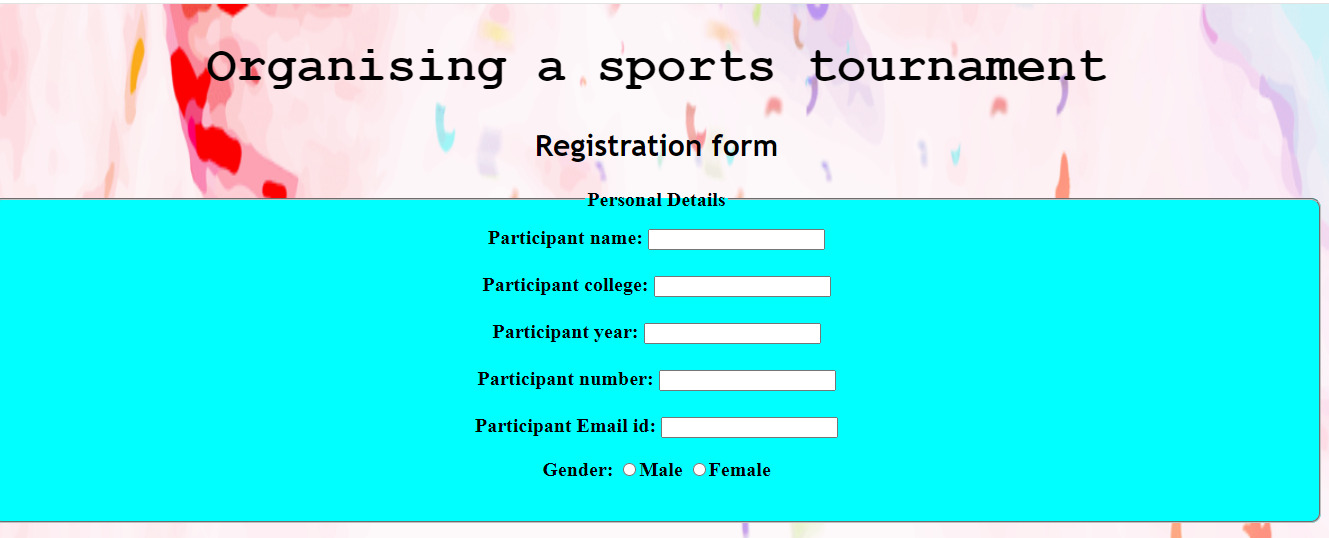 Organising a sports tournament
Registration form
Personal Details
Participant name:
Participant college:
Participant year:
Participant number:
Participant Email id:
Gender: Male Female